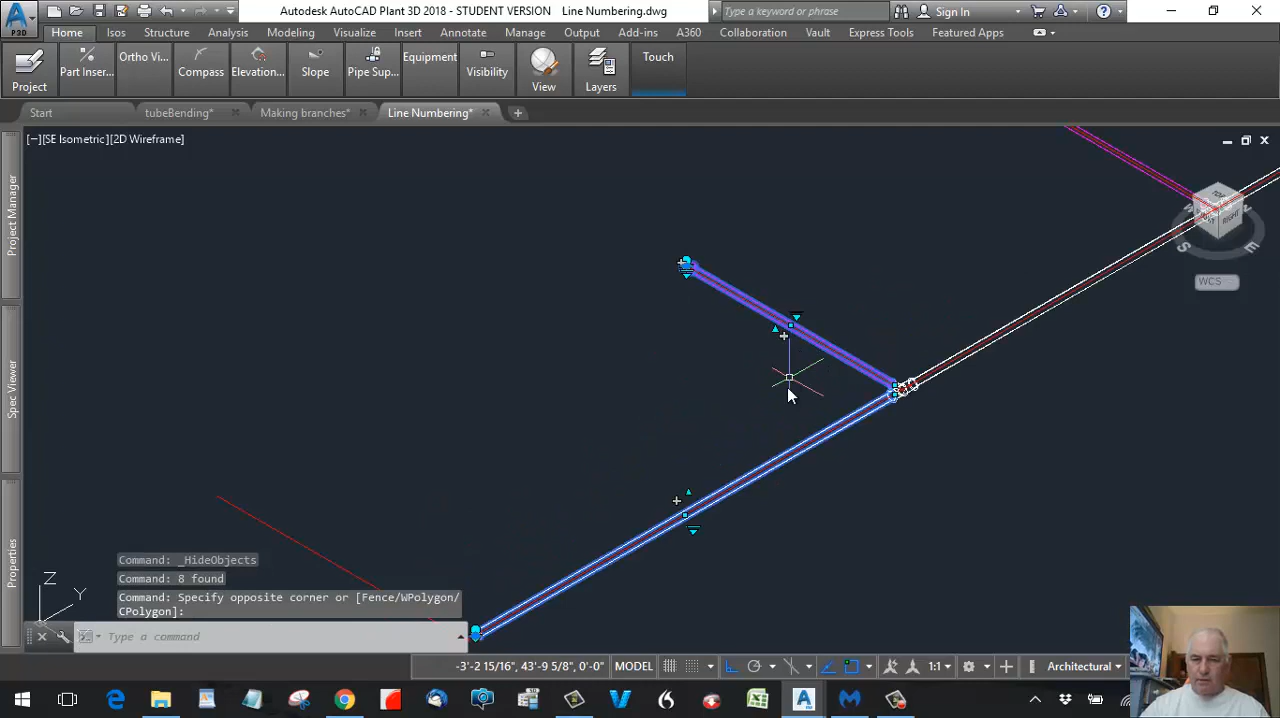 Autodesk AutoCAD Plant 3D 2018 - STUDENT VERSION Line Numbering.dwg
Type a keyword or phrase
Sign In
P3D
Home Isos Structure Analysis Modeling Visualize Insert Annotate Manage Output Add-ins A360 Collaboration Vault Express Tools Featured Apps
Project
Part Inser...
Ortho Vi...
Compass
Elevation...
Slope
Pipe Sup...
Equipment
Visibility
View
Layers
Touch
Start tubeBending* Making branches* Line Numbering*
[−][SE Isometric][2D Wireframe]
TOP
RIGHT
S
E
WCS
Project Manager
Spec Viewer
Properties
Z
Y
Command: _HideObjects
Command: 8 found
Command: Specify opposite corner or [Fence/WPolygon/
CPolygon]:
Type a command
-3'-2 15/16", 43'-9 5/8", 0'-0" MODEL 1:1 Architectural